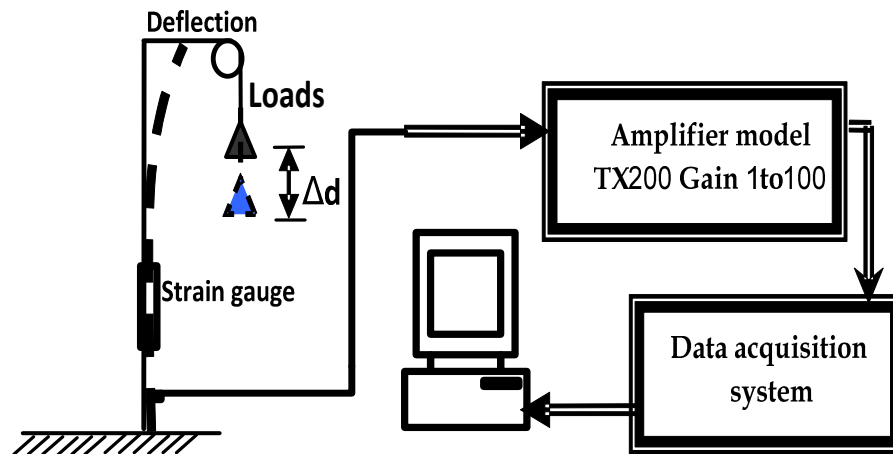 Deflection
Loads
Δd
Strain gauge
Amplifier model
TX200 Gain 1to100
Data acquisition
system